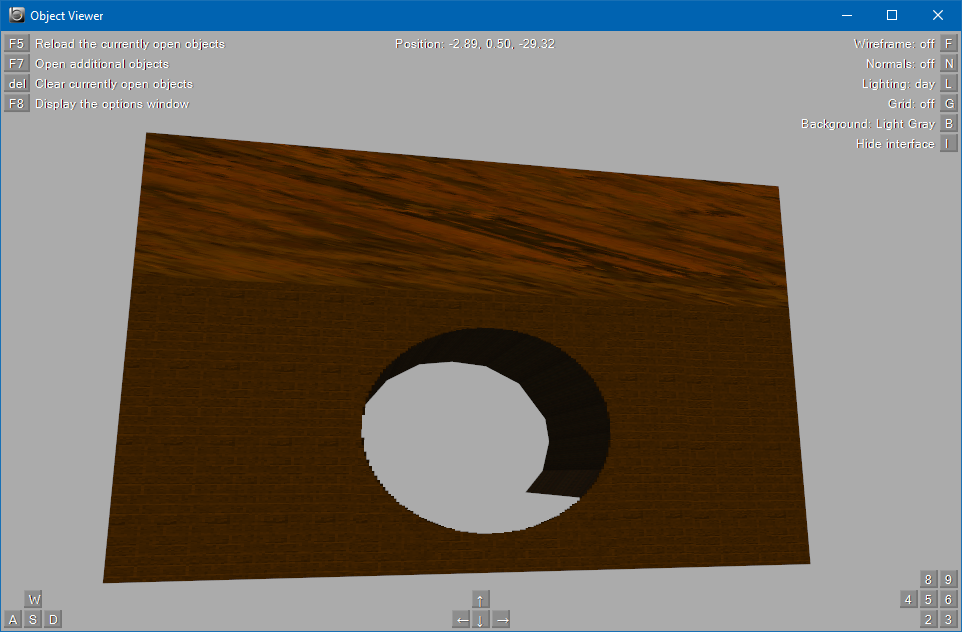 Object Viewer
F5 Reload the currently open objects
Position: -2.89, 0.50, -29.32
Wireframe: off F
F7 Open additional objects
Normals: off N
del Clear currently open objects
Lighting: day L
F8 Display the options window
Grid: off G
Background: Light Gray B
Hide interface I
8 9
W ↑ 4 5 6
A S D ← ↓ → 2 3